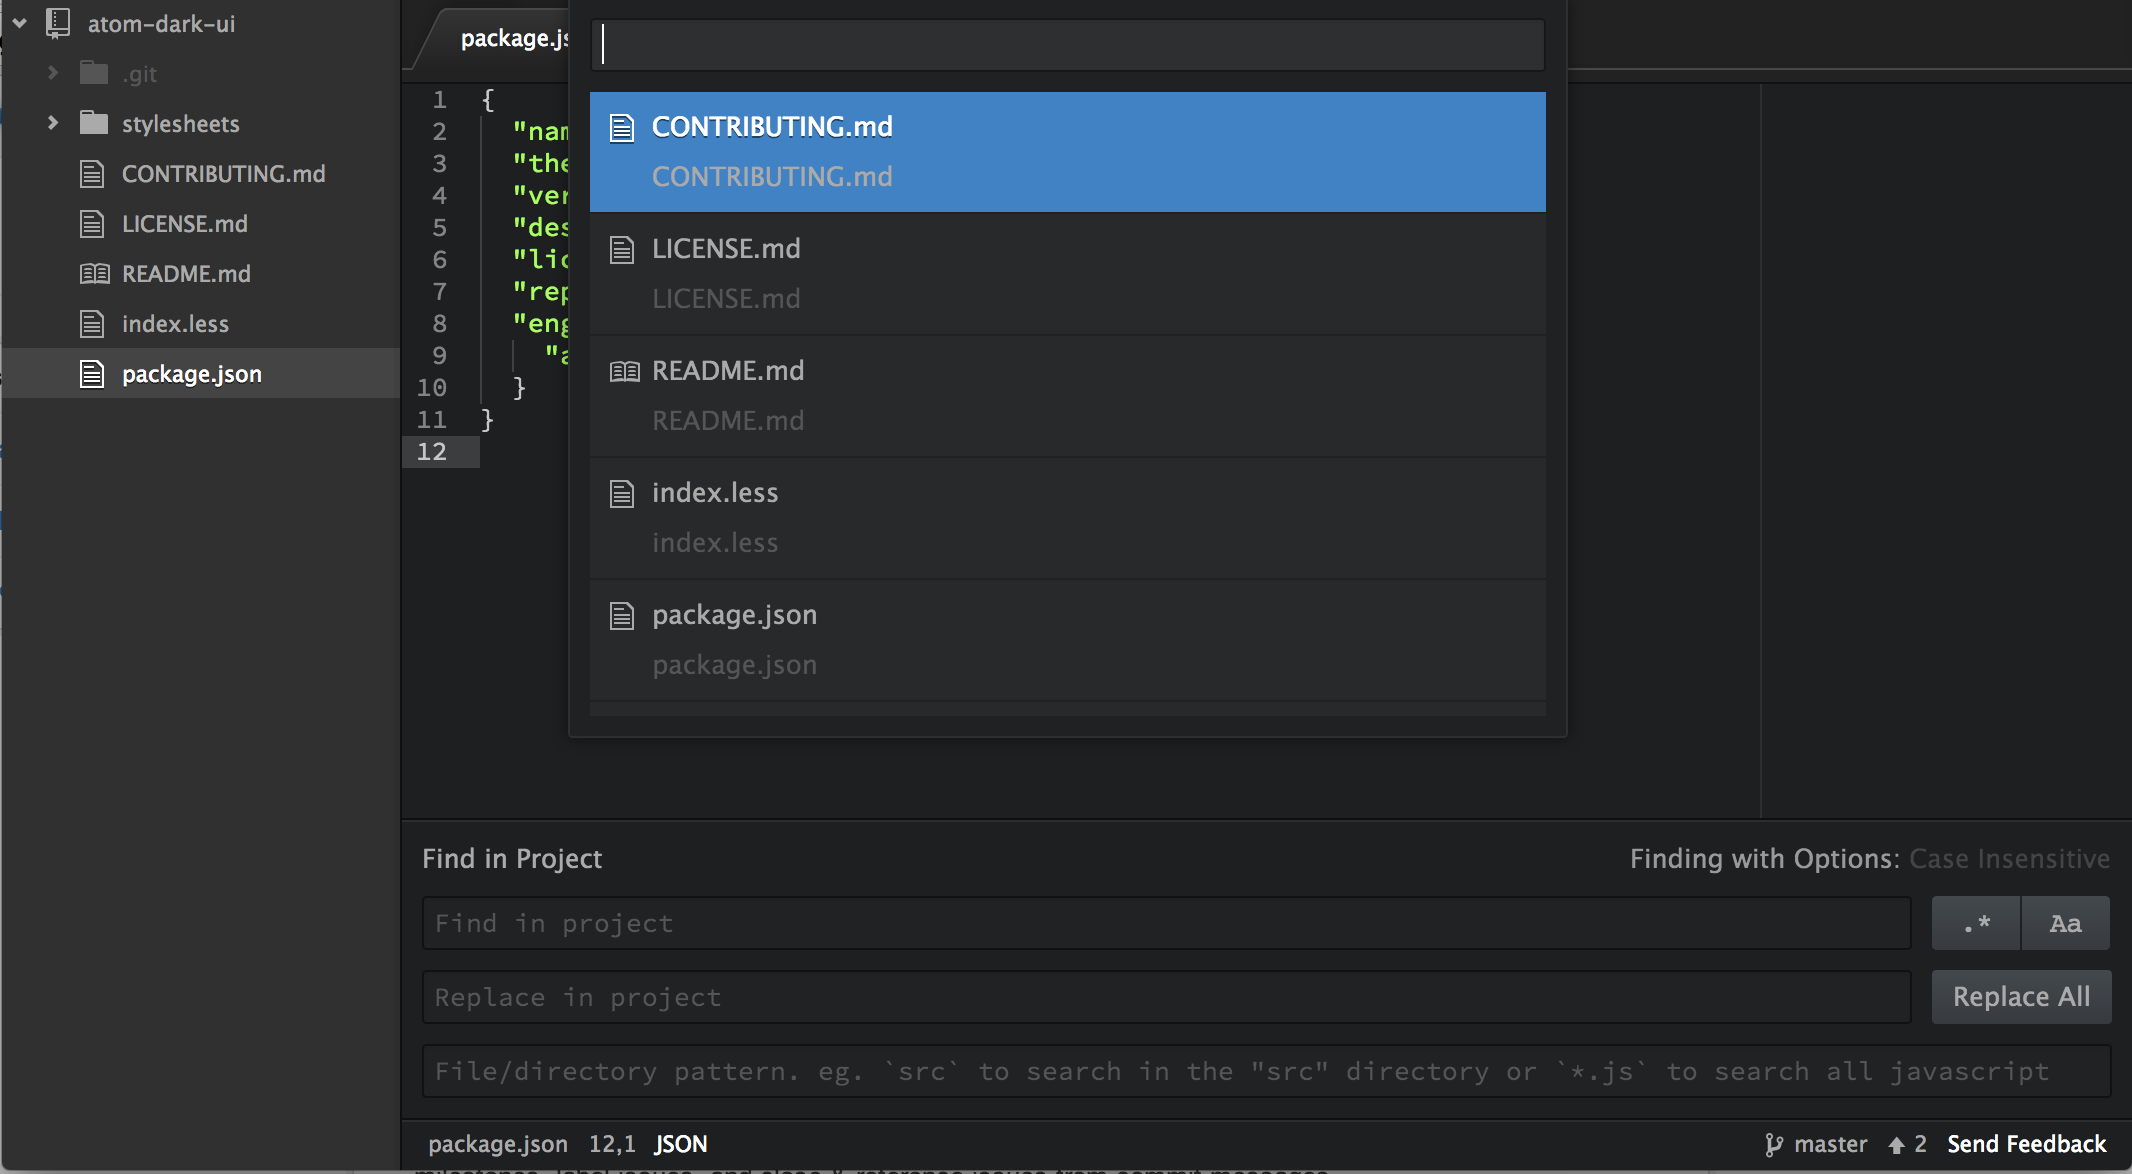 atom-dark-ui
.git
stylesheets
CONTRIBUTING.md
LICENSE.md
README.md
index.less
package.json
package.js
1 {
2 "nam
3 "the
4 "ver
5 "des
6 "lic
7 "rep
8 "eng
9 "a
10 }
11 }
12
CONTRIBUTING.md
CONTRIBUTING.md
LICENSE.md
LICENSE.md
README.md
README.md
index.less
index.less
package.json
package.json
Find in Project
Finding with Options: Case Insensitive
Find in project
.* Aa
Replace in project
Replace All
File/directory pattern. eg. `src` to search in the "src" directory or `*.js` to search all javascript
package.json 12,1 JSON
master 2 Send Feedback